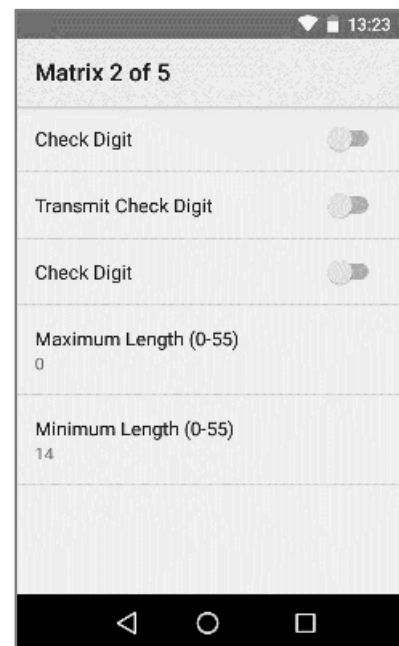 13:23
Matrix 2 of 5
Check Digit
Transmit Check Digit
Check Digit
Maximum Length (0-55)
0
Minimum Length (0-55)
14